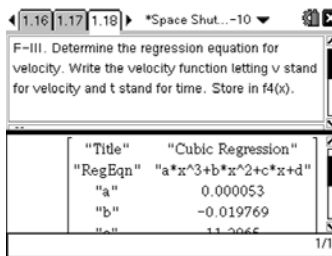 1.16 1.17 1.18 *Space Shut...-10
F-III. Determine the regression equation for
velocity. Write the velocity function letting v stand
for velocity and t stand for time. Store in f4(x).
"Title" "Cubic Regression"
"RegEqn" "a*x^3+b*x^2+c*x+d"
"a" 0.000053
"b" -0.019769
"c" 11.2965
1/1